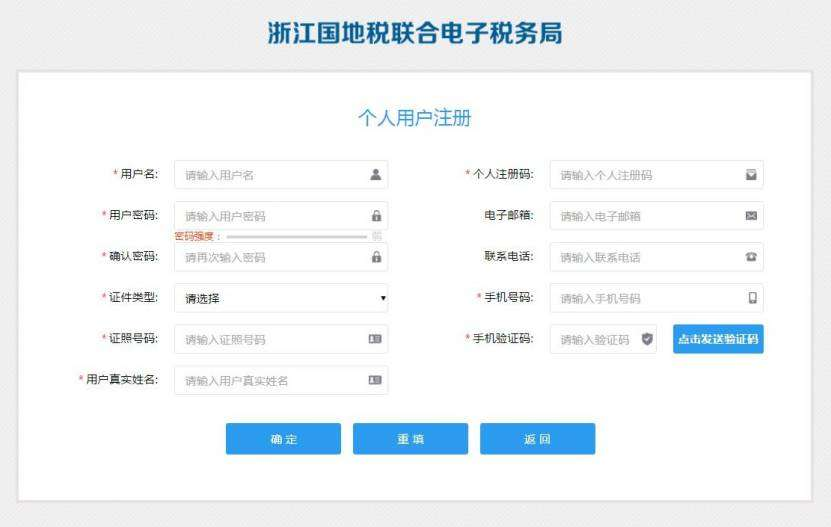 浙江国地税联合电子税务局
个人用户注册
* 用户名: 请输入用户名
* 个人注册码: 请输入个人注册码
* 用户密码: 请输入用户密码
电子邮箱: 请输入电子邮箱
密码强度: 弱
* 确认密码: 请再次输入密码
联系电话: 请输入联系电话
* 证件类型: 请选择
* 手机号码: 请输入手机号码
* 证照号码: 请输入证照号码
* 手机验证码: 请输入验证码 点击发送验证码
* 用户真实姓名: 请输入用户真实姓名
确 定 重 填 返 回